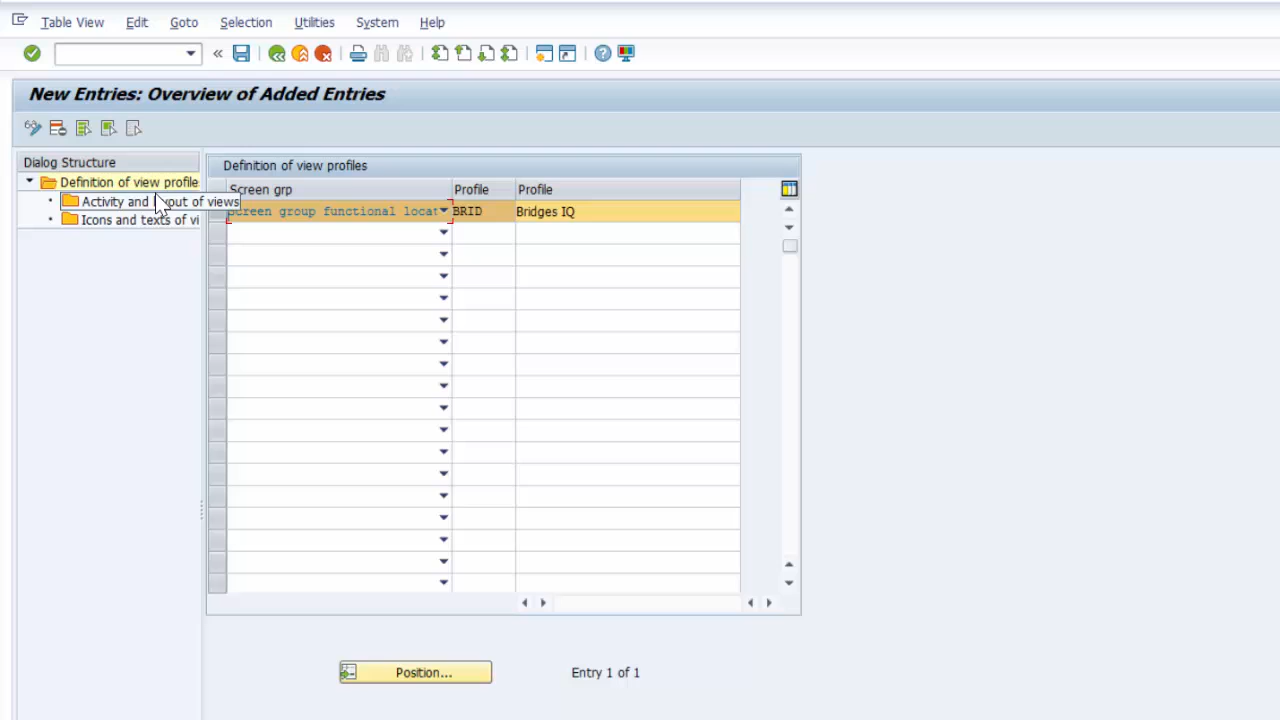 Table View Edit Goto Selection Utilities System Help
New Entries: Overview of Added Entries
Dialog Structure
Definition of view profile
Activity and out of views
Icons and texts of vi
Definition of view profiles
Screen grp Profile Profile
Screen group functional locat BRID Bridges IQ
Position... Entry 1 of 1